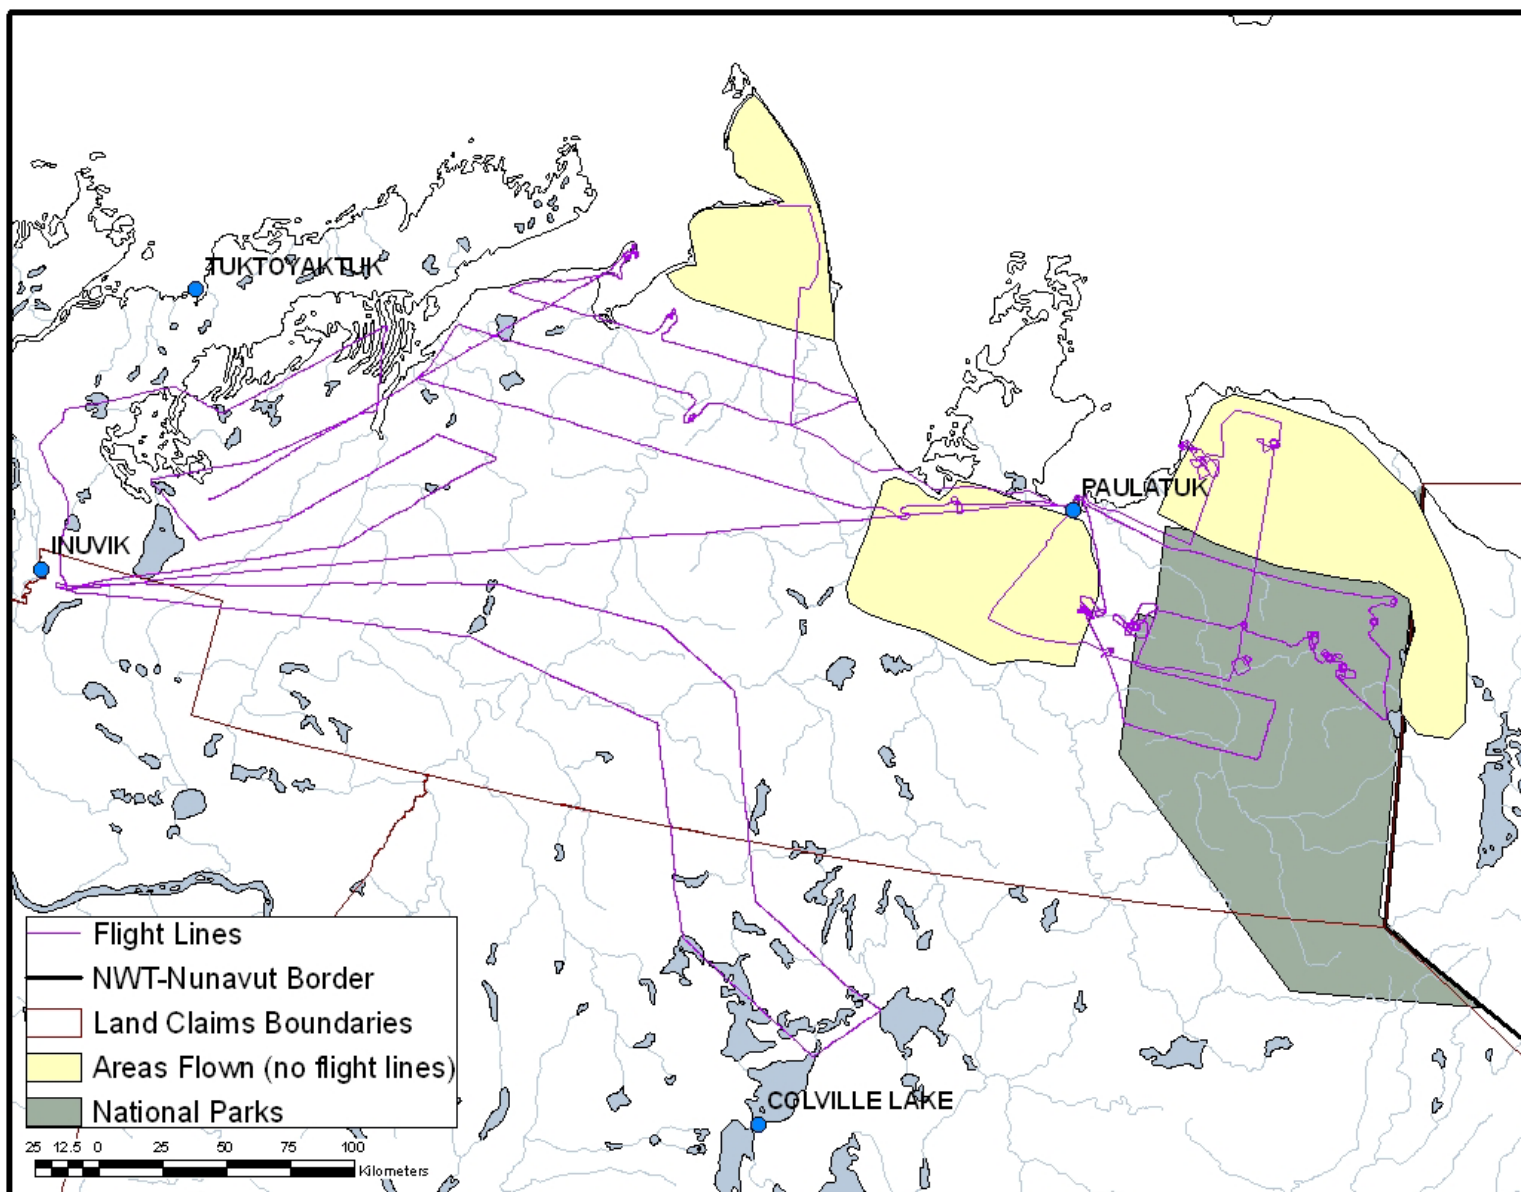 TUKTOYAKTUK
PAULATUK
INUVIK
Flight Lines
NWT-Nunavut Border
Land Claims Boundaries
Areas Flown (no flight lines)
National Parks
COLVILLE LAKE
25 12.5 0 25 50 75 100
Kilometers